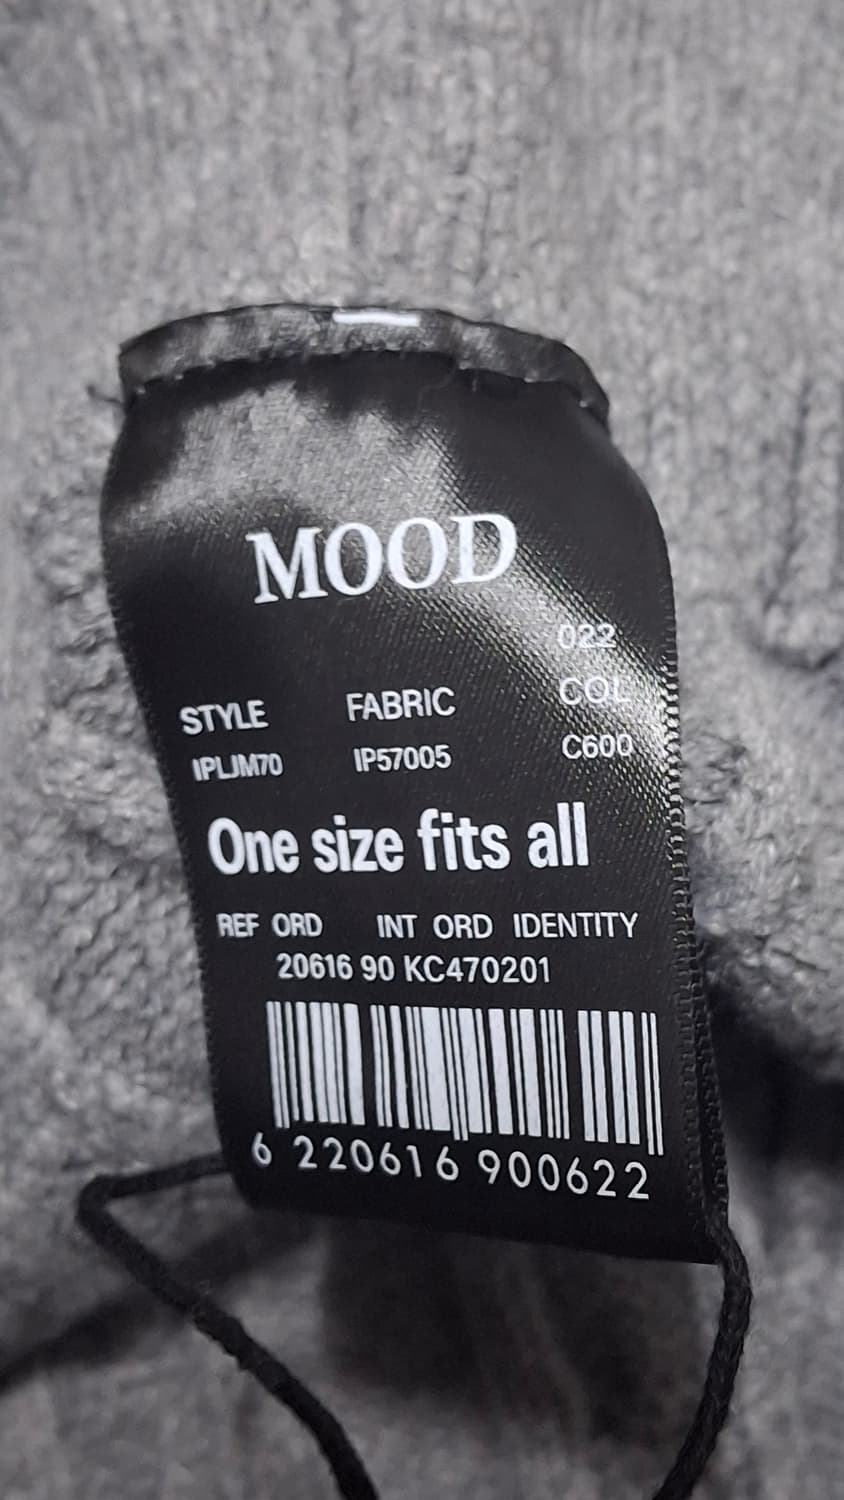 MOOD
022
STYLE FABRIC COL
IPLJM70 IP57005 C600
One size fits all
REF ORD INT ORD IDENTITY
20616 90 KC470201
6 220616 900622